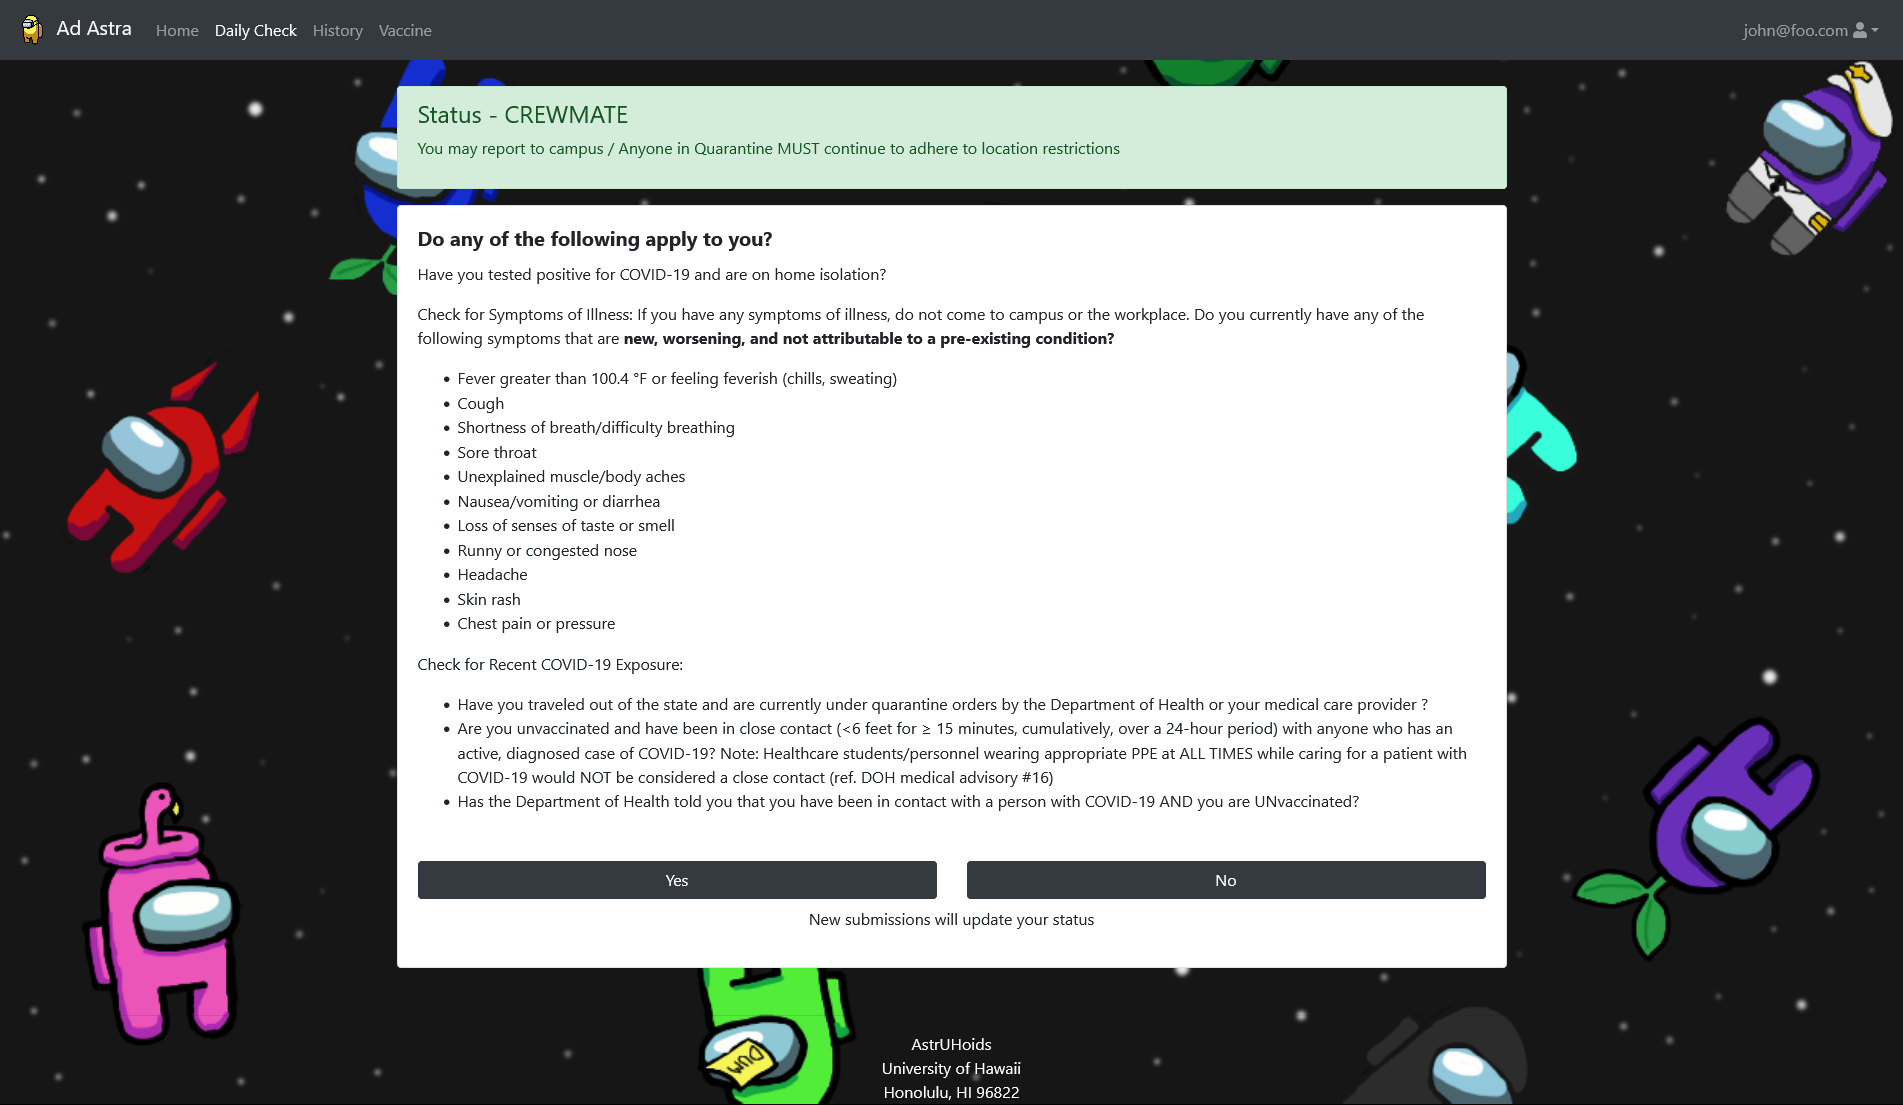 Ad Astra Home Daily Check History Vaccine john@foo.com
Status - CREWMATE
You may report to campus / Anyone in Quarantine MUST continue to adhere to location restrictions
Do any of the following apply to you?
Have you tested positive for COVID-19 and are on home isolation?
Check for Symptoms of Illness: If you have any symptoms of illness, do not come to campus or the workplace. Do you currently have any of the
following symptoms that are new, worsening, and not attributable to a pre-existing condition?
• Fever greater than 100.4 °F or feeling feverish (chills, sweating)
• Cough
• Shortness of breath/difficulty breathing
• Sore throat
• Unexplained muscle/body aches
• Nausea/vomiting or diarrhea
• Loss of senses of taste or smell
• Runny or congested nose
• Headache
• Skin rash
• Chest pain or pressure
Check for Recent COVID-19 Exposure:
• Have you traveled out of the state and are currently under quarantine orders by the Department of Health or your medical care provider ?
• Are you unvaccinated and have been in close contact (<6 feet for ≥ 15 minutes, cumulatively, over a 24-hour period) with anyone who has an
active, diagnosed case of COVID-19? Note: Healthcare students/personnel wearing appropriate PPE at ALL TIMES while caring for a patient with
COVID-19 would NOT be considered a close contact (ref. DOH medical advisory #16)
• Has the Department of Health told you that you have been in contact with a person with COVID-19 AND you are UNvaccinated?
Yes No
New submissions will update your status
DUM
AstrUHoids
University of Hawaii
Honolulu, HI 96822